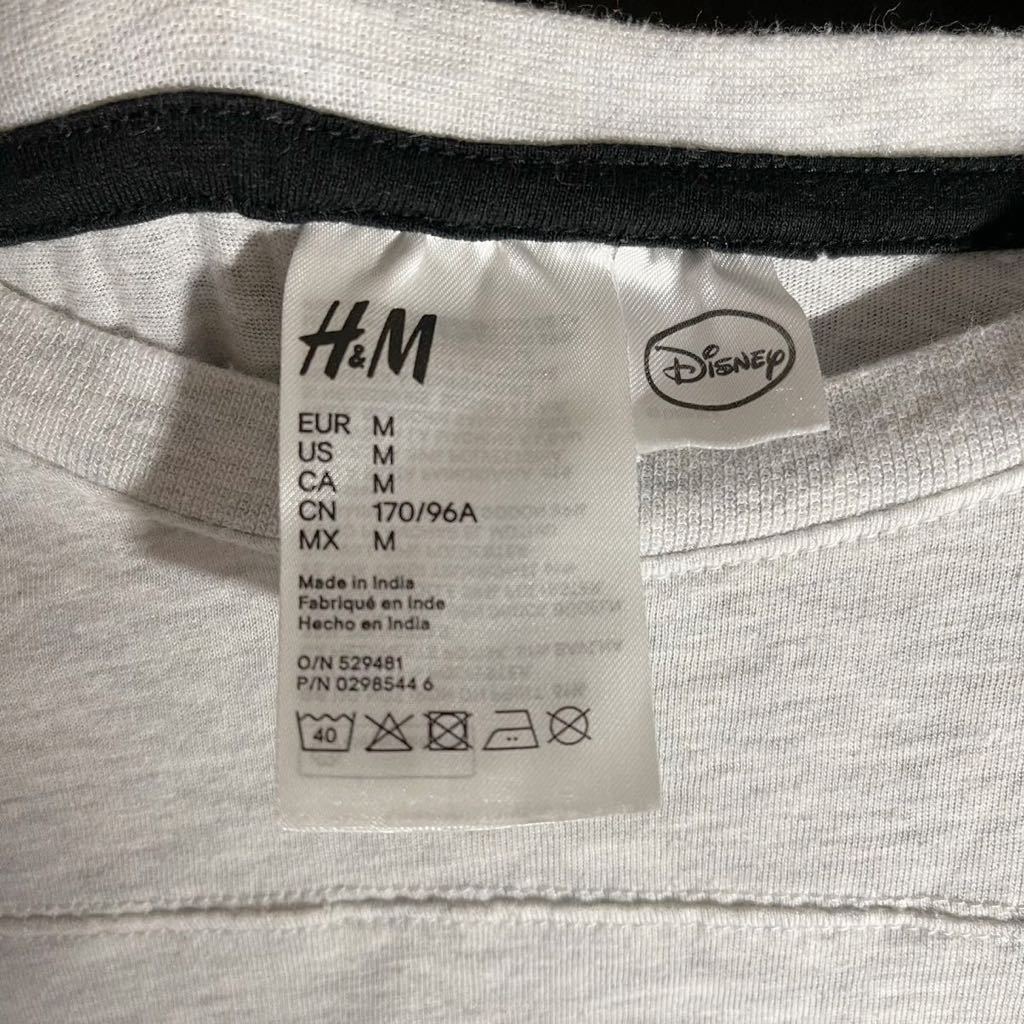 H&M
Disney
EUR M
US M
CA M
CN 170/96A
MX M
Made in India
Fabriqué en Inde
Hecho en India
O/N 529481
P/N 0298544 6
40